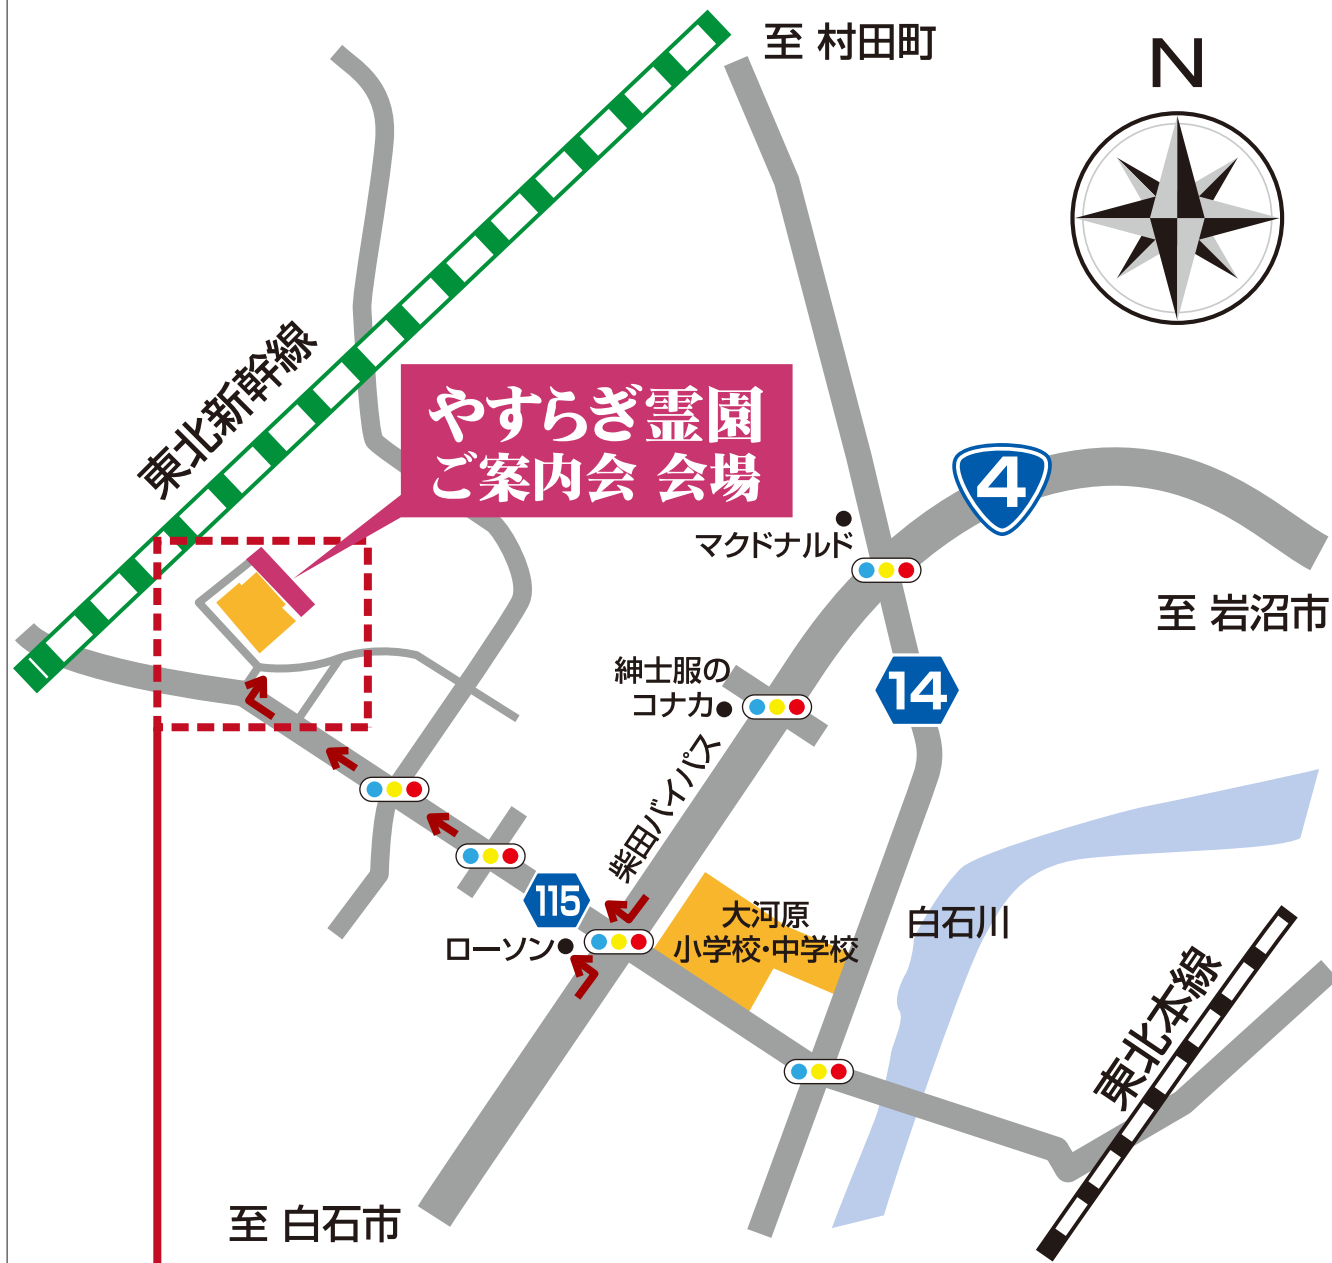 至 村田町
N
東北新幹線
やすらぎ霊園
ご案内会 会場
4
マクドナルド
至 岩沼市
紳士服の
コナカ
14
柴田バイパス
115
大河原
小学校・中学校
白石川
ローソン
東北本線
至 白石市